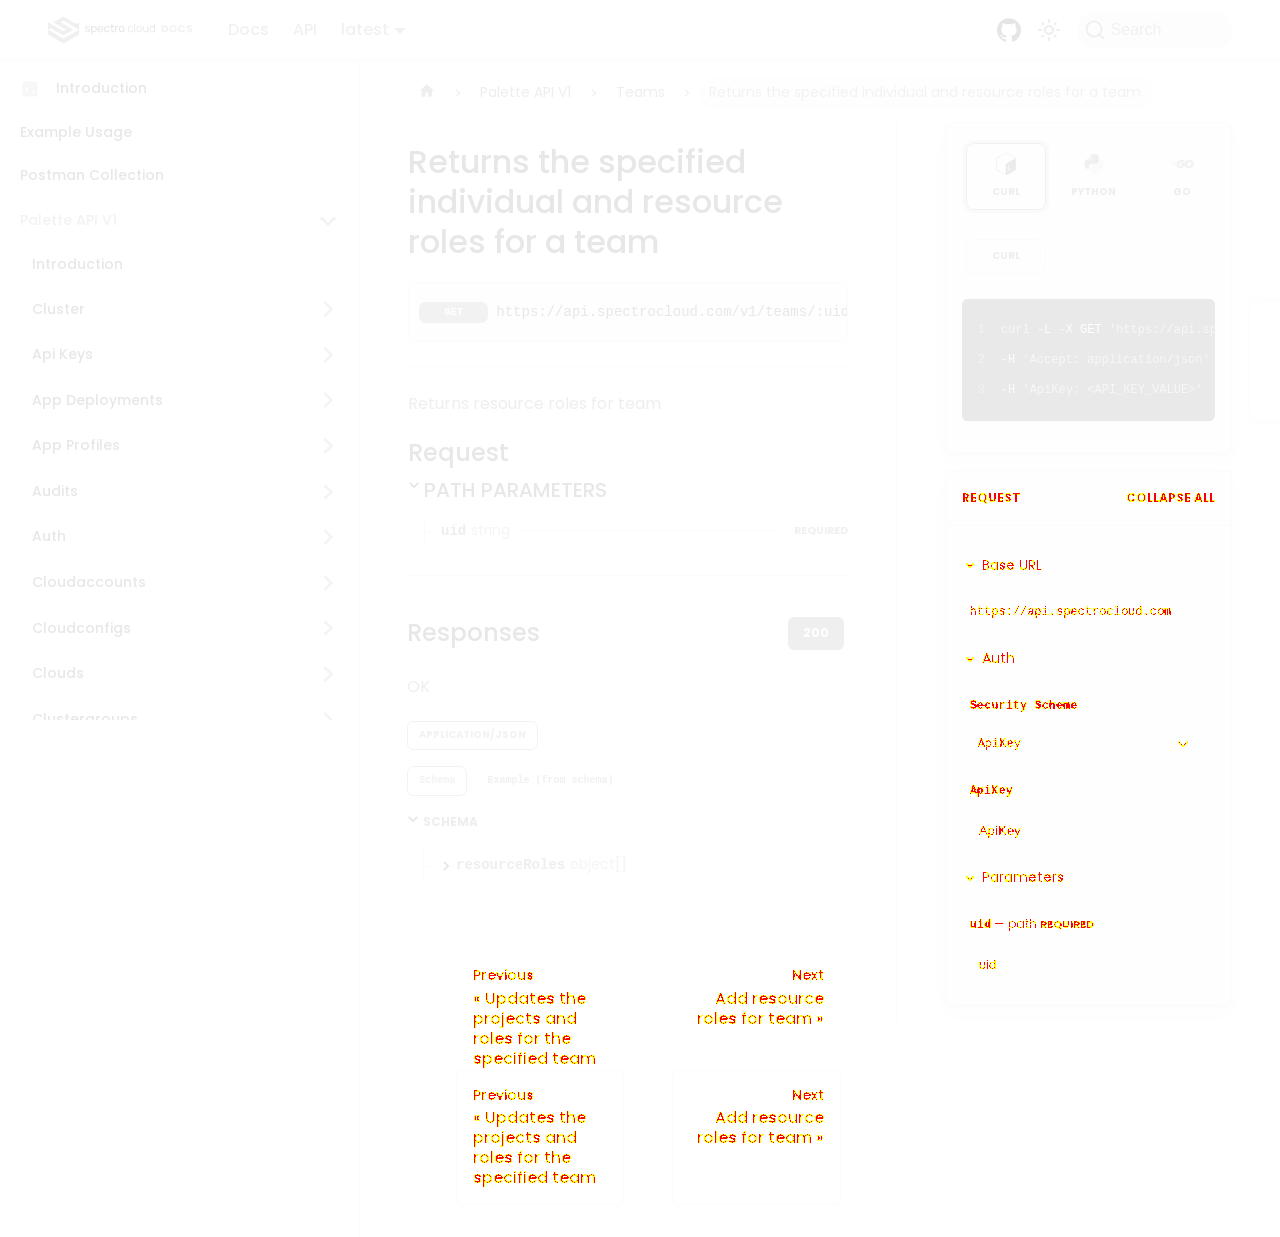 spectro cloud DOCS
Docs
API
latest
Search
Introduction
Example Usage
Postman Collection
Palette API V1
Introduction
Cluster
Api Keys
App Deployments
App Profiles
Audits
Auth
Cloudaccounts
Cloudconfigs
Clouds
Clustergroups
Palette API V1
Teams
Returns the specified individual and resource roles for a team
Returns the specified
individual and resource
roles for a team
GET https://api.spectrocloud.com/v1/teams/:uid
Returns resource roles for team
Request
PATH PARAMETERS
uid string REQUIRED
Responses
200
OK
APPLICATION/JSON
Schema
Example (from schema)
SCHEMA
resourceRoles object[]
Previous
« Updates the
projects and
roles for the
specified team
Next
Add resource
roles for team »
Previous
« Updates the
projects and
roles for the
specified team
Next
Add resource
roles for team »
CURL
PYTHON
GO
CURL
1 curl -L -X GET 'https://api.sp
2 -H 'Accept: application/json'
3 -H 'ApiKey: <API_KEY_VALUE>'
REQUEST
COLLAPSE ALL
Base URL
https://api.spectrocloud.com
Auth
Security Scheme
ApiKey
ApiKey
ApiKey
Parameters
uid — path REQUIRED
uid